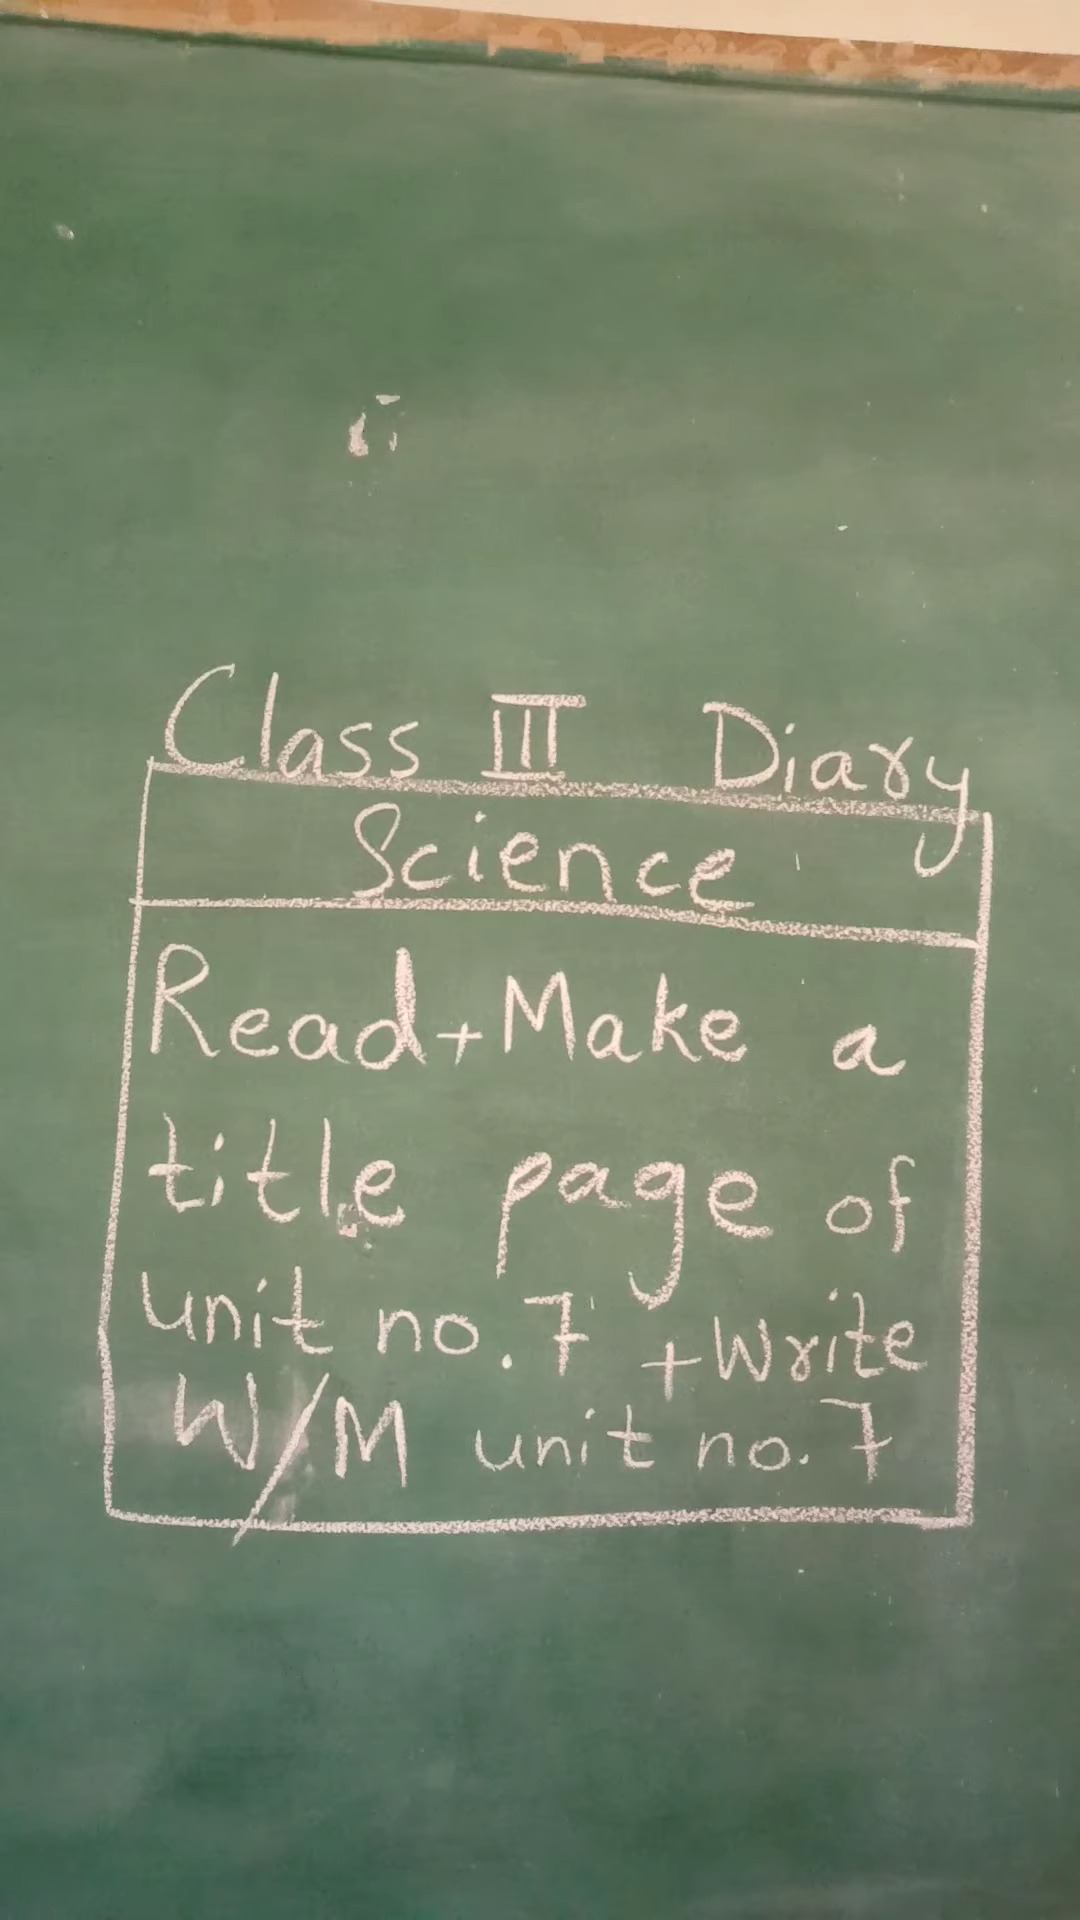 Class III Diary
Science
Read + Make a
title page of
unit no. 7 + Write
W/M unit no. 7